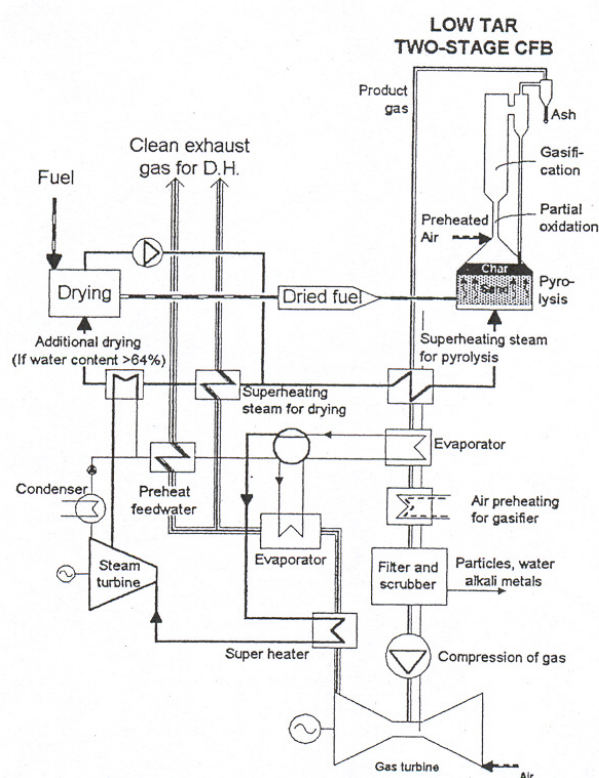 LOW TAR
TWO-STAGE CFB
Product
gas
Ash
Clean exhaust
gas for D.H.
Gasifi-
cation
Fuel
Partial
oxidation
Preheated
Air
Char
Sand
Drying
Dried fuel
Pyro-
lysis
Additional drying
(If water content >64%)
Superheating steam
for pyrolysis
Superheating
steam for drying
Evaporator
Condenser
Preheat
feedwater
Air preheating
for gasifier
Evaporator
Steam
turbine
Filter and
scrubber
Particles, water
alkali metals
Super heater
Compression of gas
Gas turbine
Air